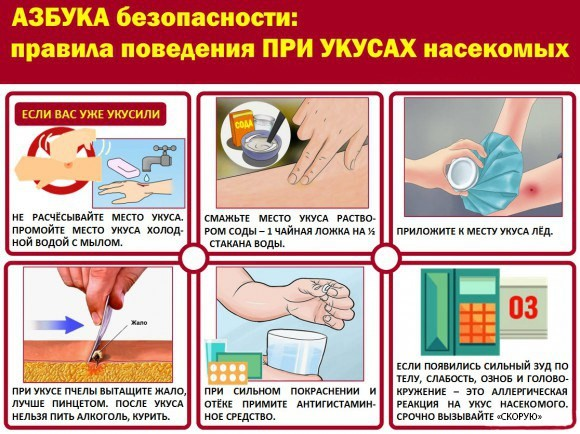 АЗБУКА безопасности:
правила поведения ПРИ УКУСАХ насекомых
ЕСЛИ ВАС УЖЕ УКУСИЛИ
НЕ РАСЧЁСЫВАЙТЕ МЕСТО УКУСА.
ПРОМОЙТЕ МЕСТО УКУСА ХОЛОД-
НОЙ ВОДОЙ С МЫЛОМ.
СОДА
СМАЖЬТЕ МЕСТО УКУСА РАСТВО-
РОМ СОДЫ – 1 ЧАЙНАЯ ЛОЖКА НА ½
СТАКАНА ВОДЫ.
ПРИЛОЖИТЕ К МЕСТУ УКУСА ЛЁД.
Жало
ПРИ УКУСЕ ПЧЕЛЫ ВЫТАЩИТЕ ЖАЛО,
ЛУЧШЕ ПИНЦЕТОМ. ПОСЛЕ УКУСА
НЕЛЬЗЯ ПИТЬ АЛКОГОЛЬ, КУРИТЬ.
ПРИ СИЛЬНОМ ПОКРАСНЕНИИ И
ОТЁКЕ ПРИМИТЕ АНТИГИСТАМИН-
НОЕ СРЕДСТВО.
03
ЕСЛИ ПОЯВИЛИСЬ СИЛЬНЫЙ ЗУД ПО
ТЕЛУ, СЛАБОСТЬ, ОЗНОБ И ГОЛОВО-
КРУЖЕНИЕ – ЭТО АЛЛЕРГИЧЕСКАЯ
РЕАКЦИЯ НА УКУС НАСЕКОМОГО.
СРОЧНО ВЫЗЫВАЙТЕ «СКОРУЮ»